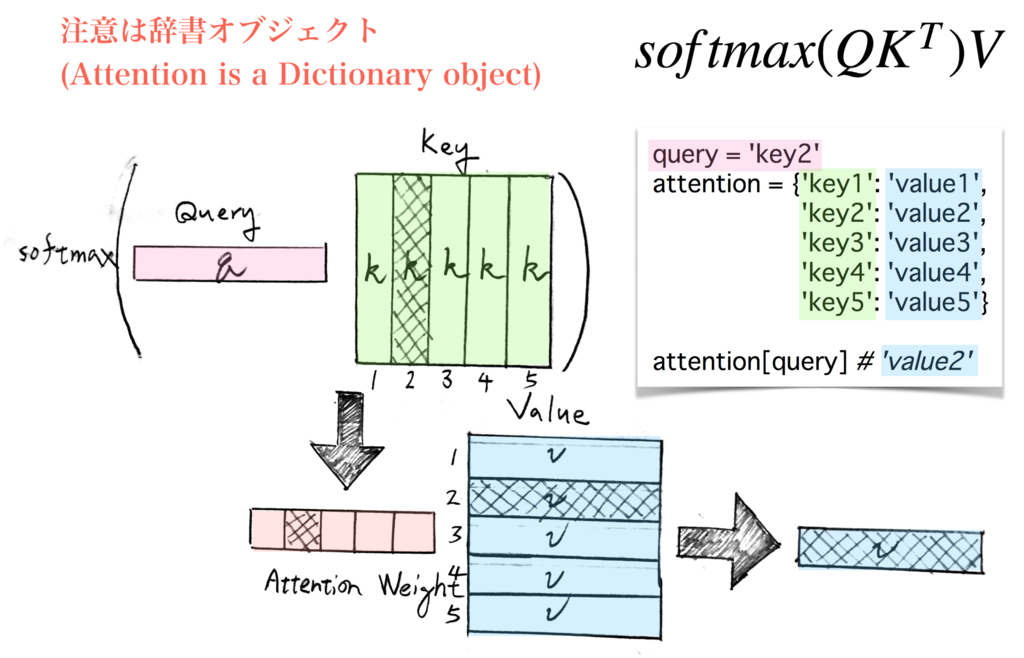 注意は辞書オブジェクト
(Attention is a Dictionary object)
softmax(QK^T)V
query = 'key2'
attention = {'key1': 'value1',
'key2': 'value2',
'key3': 'value3',
'key4': 'value4',
'key5': 'value5'}
attention[query] # 'value2'
Key
Query
softmax
q
k k k k k
1 2 3 4 5
Value
1 v
2 v
3 v
4 v
5 v
Attention Weight
v